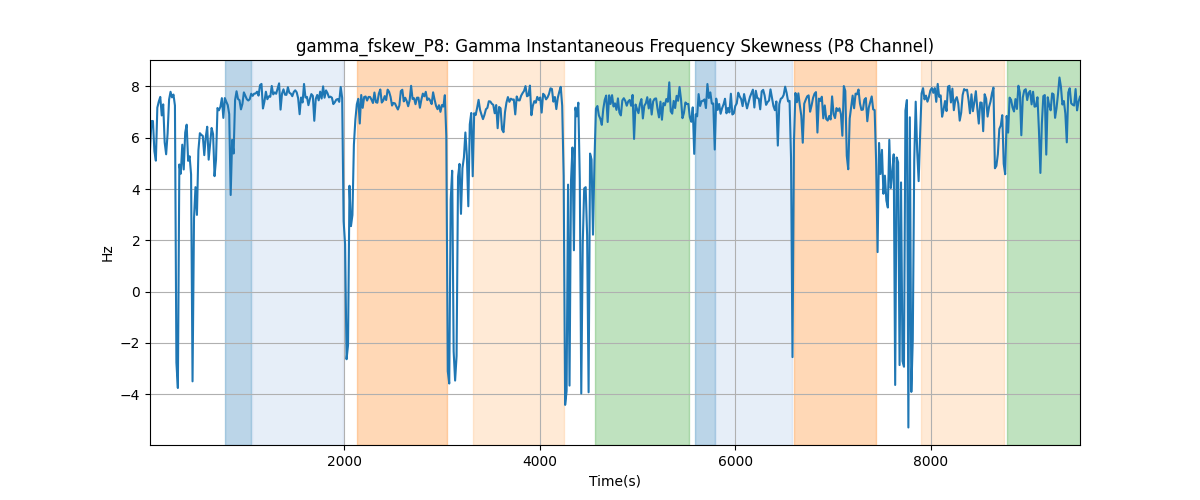 gamma_fskew_P8: Gamma Instantaneous Frequency Skewness (P8 Channel)
8
6
4
2
0
−2
−4
Hz
2000 4000 6000 8000
Time(s)